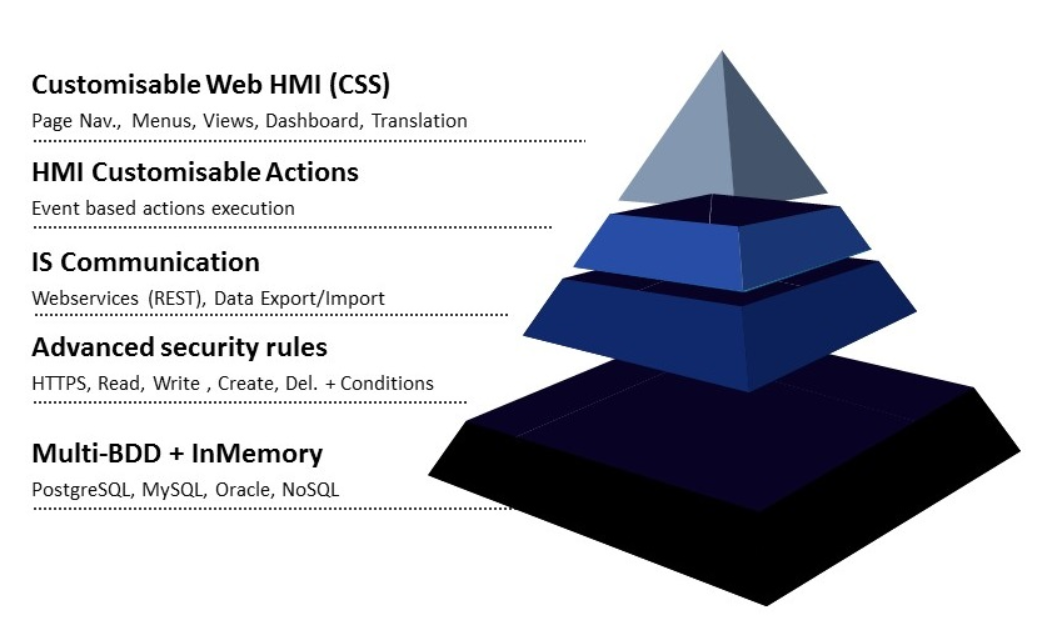 Customisable Web HMI (CSS)
Page Nav., Menus, Views, Dashboard, Translation
HMI Customisable Actions
Event based actions execution
IS Communication
Webservices (REST), Data Export/Import
Advanced security rules
HTTPS, Read, Write , Create, Del. + Conditions
Multi-BDD + InMemory
PostgreSQL, MySQL, Oracle, NoSQL